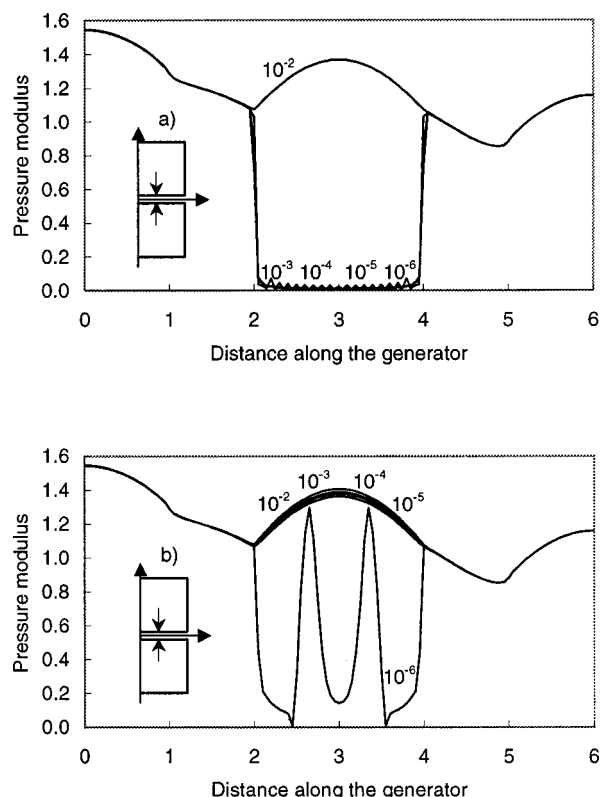 1.6
1.4
1.2
1.0
0.8
0.6
0.4
0.2
0.0
Pressure modulus
10-2
a)
10-3 10-4 10-5 10-6
0 1 2 3 4 5 6
Distance along the generator
1.6
1.4
1.2
1.0
0.8
0.6
0.4
0.2
0.0
Pressure modulus
10-3 10-4
10-2 10-5
b)
10-6
0 1 2 3 4 5 6
Distance along the generator